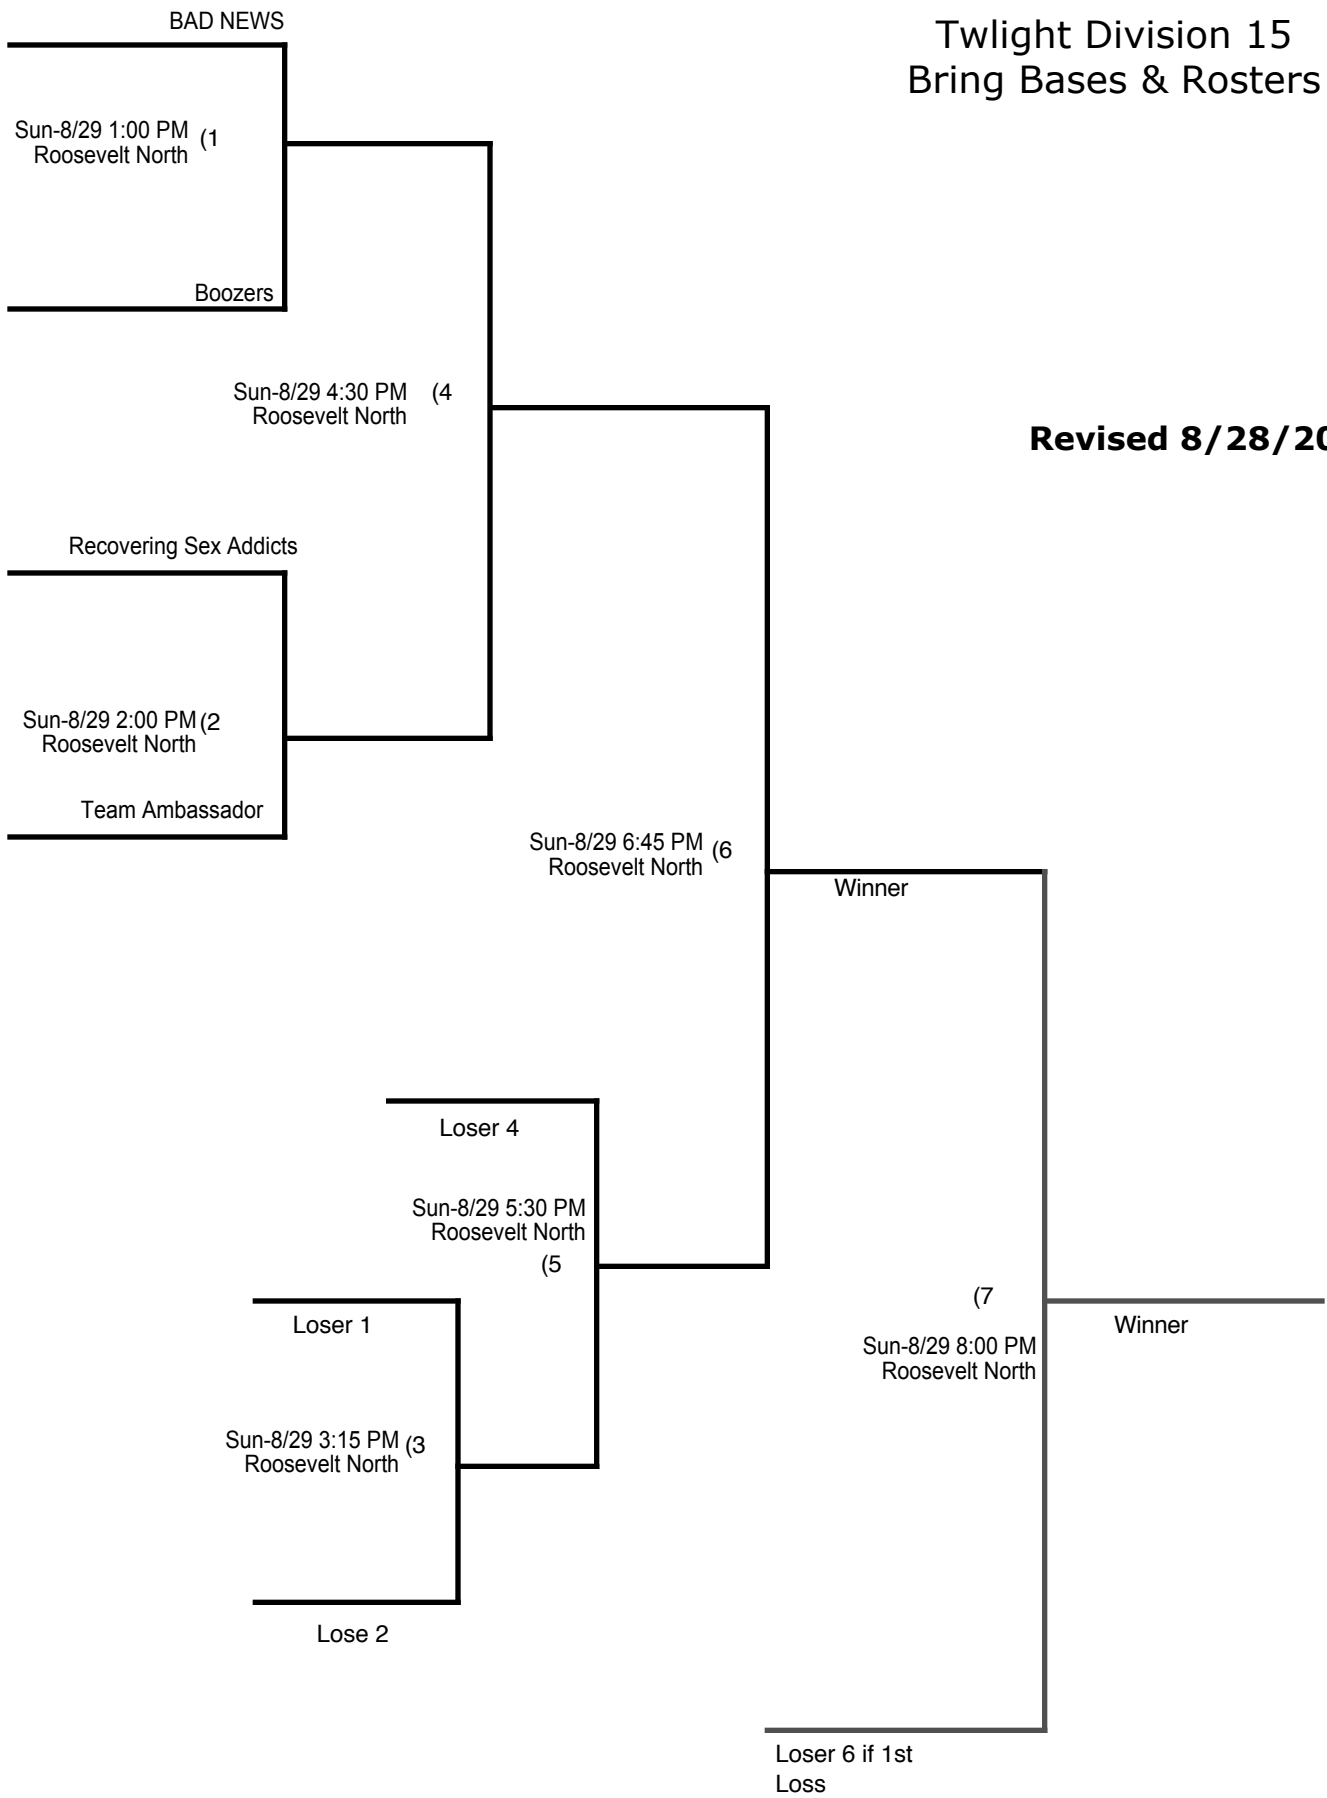 BAD NEWS
Twlight Division 15
Bring Bases & Rosters
Sun-8/29 1:00 PM (1
Roosevelt North
Boozers
Sun-8/29 4:30 PM (4
Roosevelt North
Revised 8/28/20
Recovering Sex Addicts
Sun-8/29 2:00 PM (2
Roosevelt North
Team Ambassador
Sun-8/29 6:45 PM (6
Roosevelt North
Winner
Loser 4
Sun-8/29 5:30 PM
Roosevelt North
(5
Loser 1
(7
Winner
Sun-8/29 8:00 PM
Roosevelt North
Sun-8/29 3:15 PM (3
Roosevelt North
Lose 2
Loser 6 if 1st
Loss